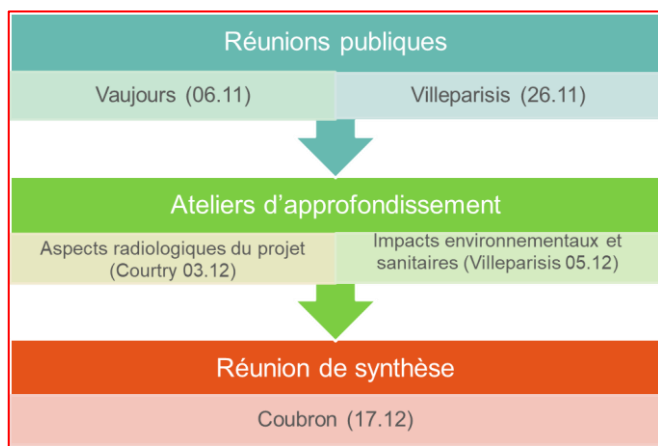 Réunions publiques
Vaujours (06.11)
Villeparisis (26.11)
Ateliers d'approfondissement
Aspects radiologiques du projet
(Courtry 03.12)
Impacts environnementaux et
sanitaires (Villeparisis 05.12)
Réunion de synthèse
Coubron (17.12)